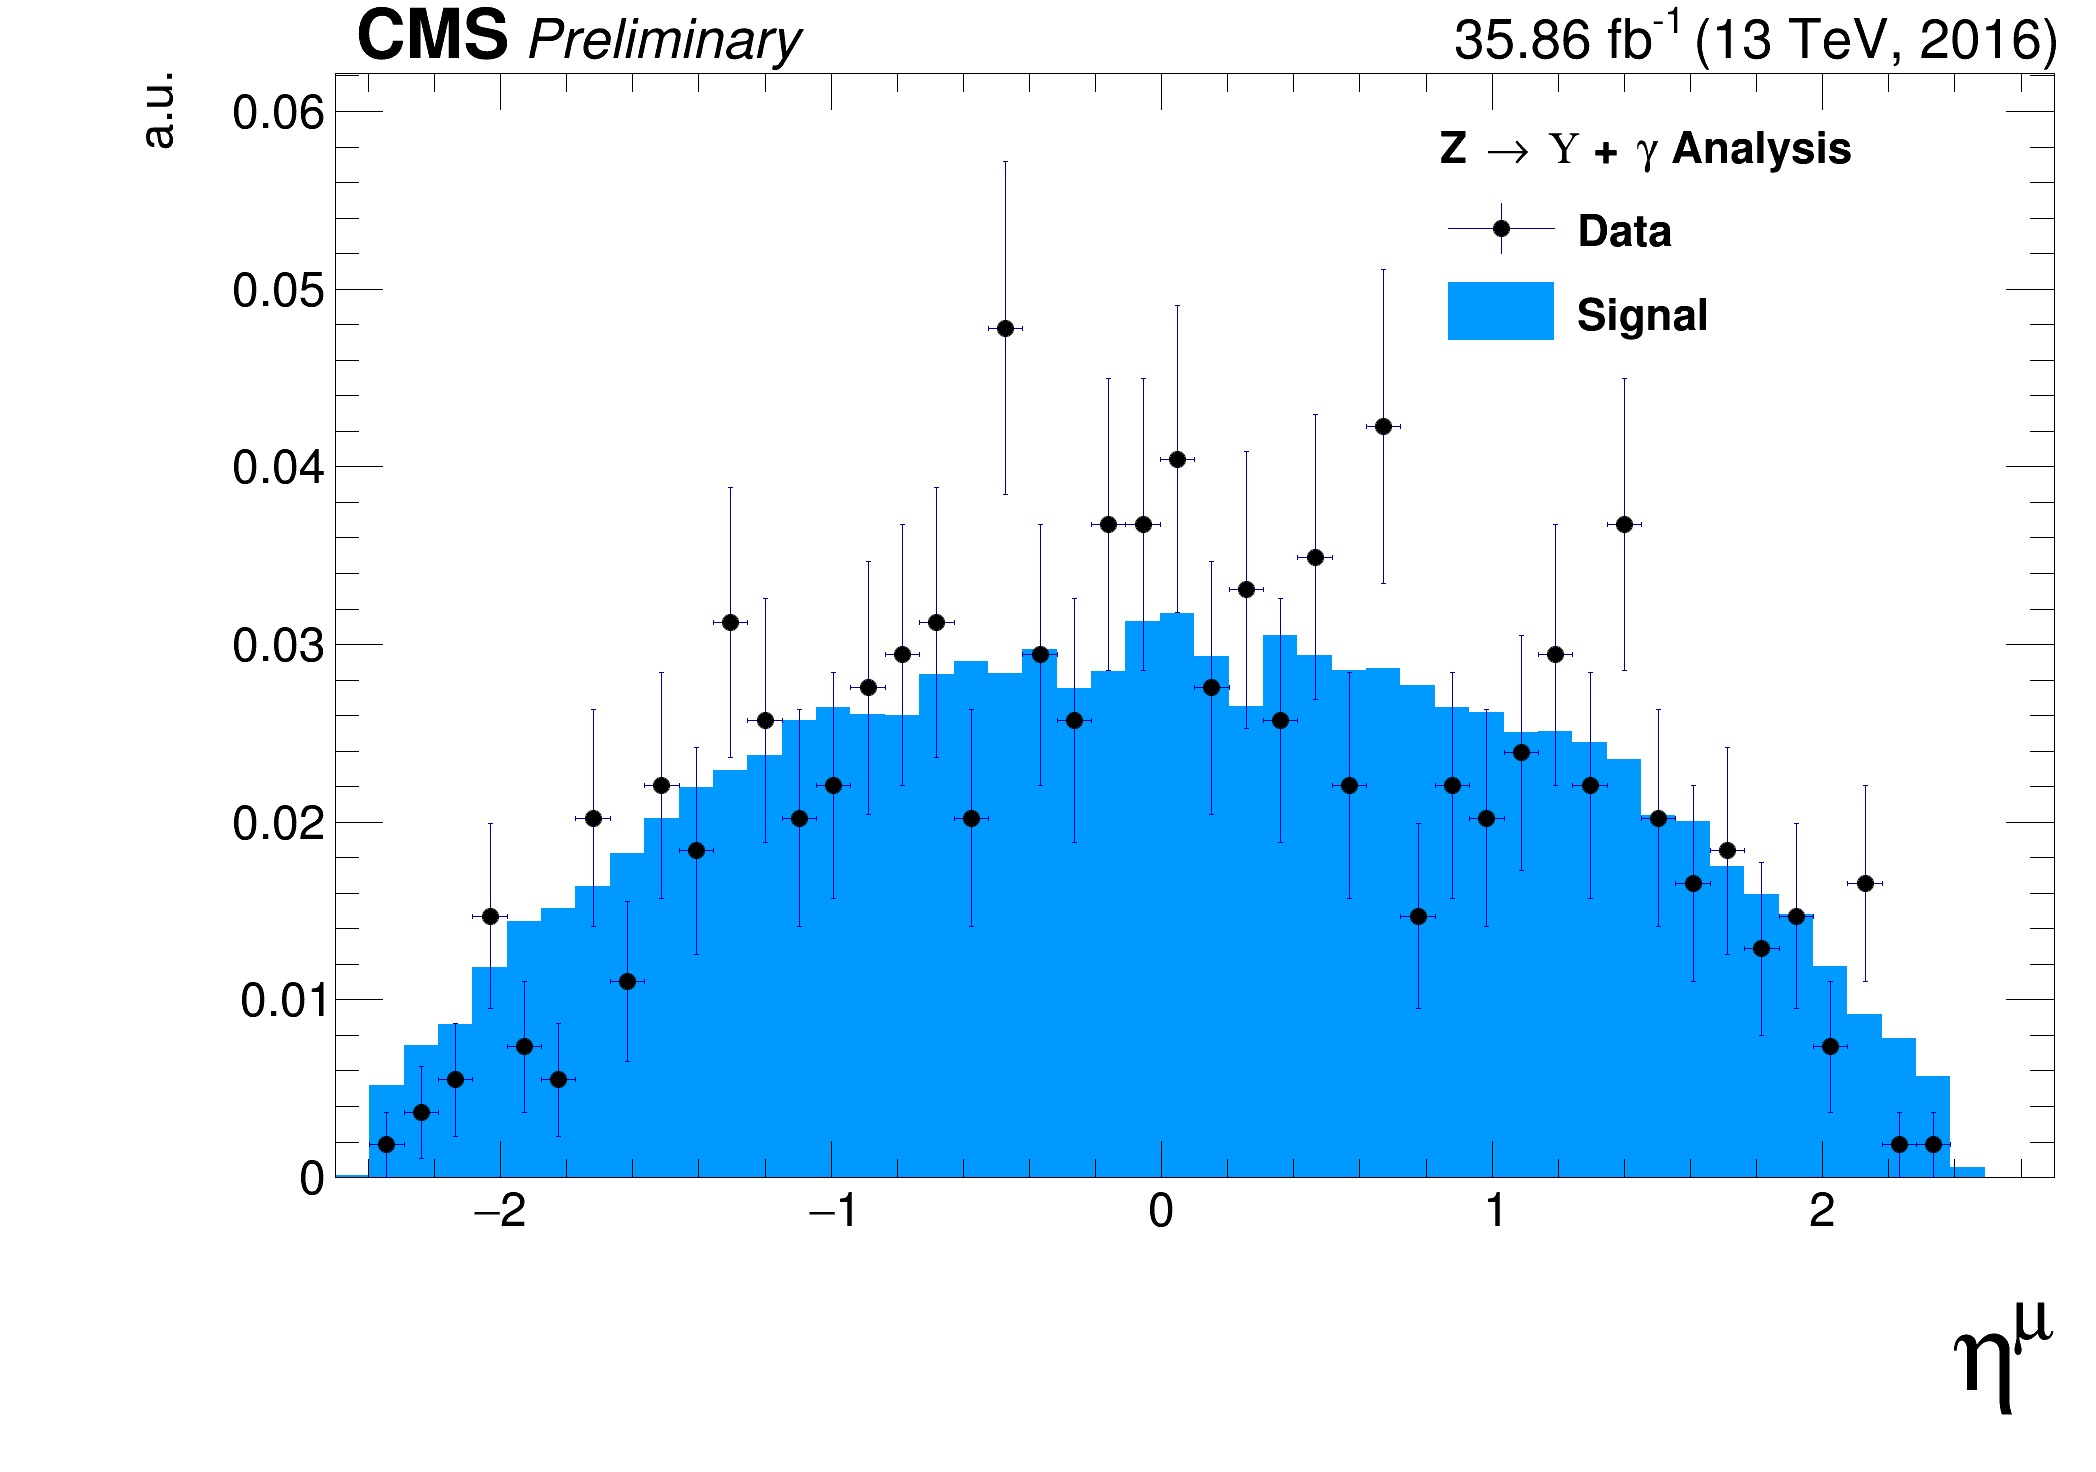 CMS Preliminary 35.86 fb⁻¹ (13 TeV, 2016)
a.u.
0.06
Z → Υ + γ Analysis
Data
0.05
Signal
0.04
0.03
0.02
0.01
0
−2 −1 0 1 2
η^μ